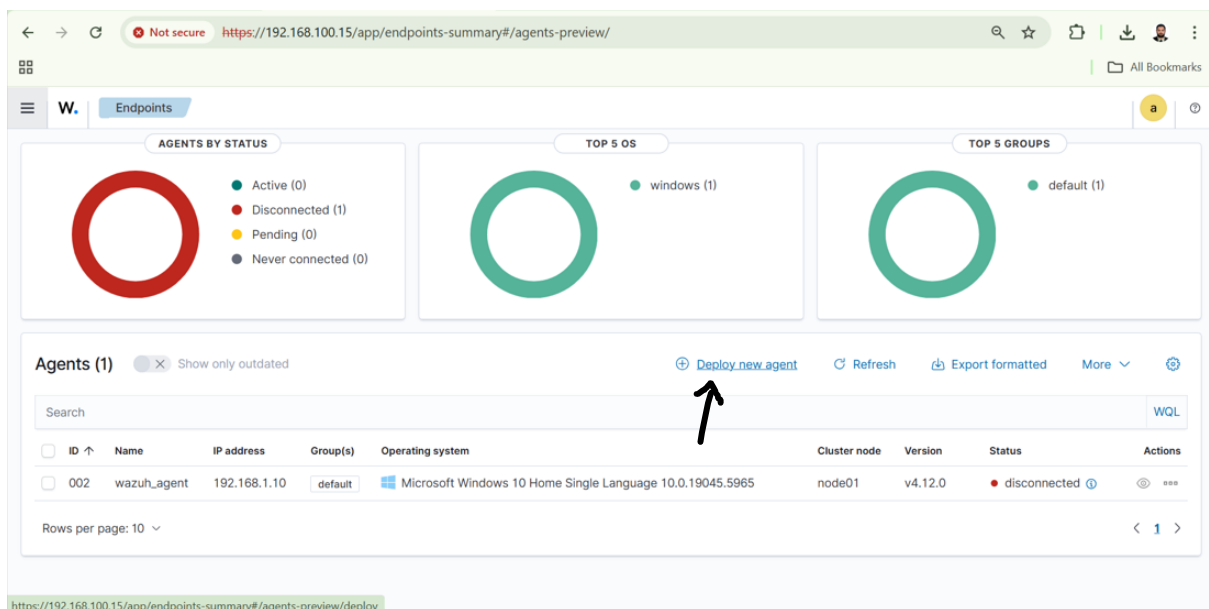 Not secure https://192.168.100.15/app/endpoints-summary#/agents-preview/
All Bookmarks
W. Endpoints a
AGENTS BY STATUS
Active (0)
Disconnected (1)
Pending (0)
Never connected (0)
TOP 5 OS
windows (1)
TOP 5 GROUPS
default (1)
Agents (1) Show only outdated Deploy new agent Refresh Export formatted More
Search WQL
ID Name IP address Group(s) Operating system Cluster node Version Status Actions
002 wazuh_agent 192.168.1.10 default Microsoft Windows 10 Home Single Language 10.0.19045.5965 node01 v4.12.0 disconnected
Rows per page: 10 1
https://192.168.100.15/app/endpoints-summary#/agents-preview/deploy